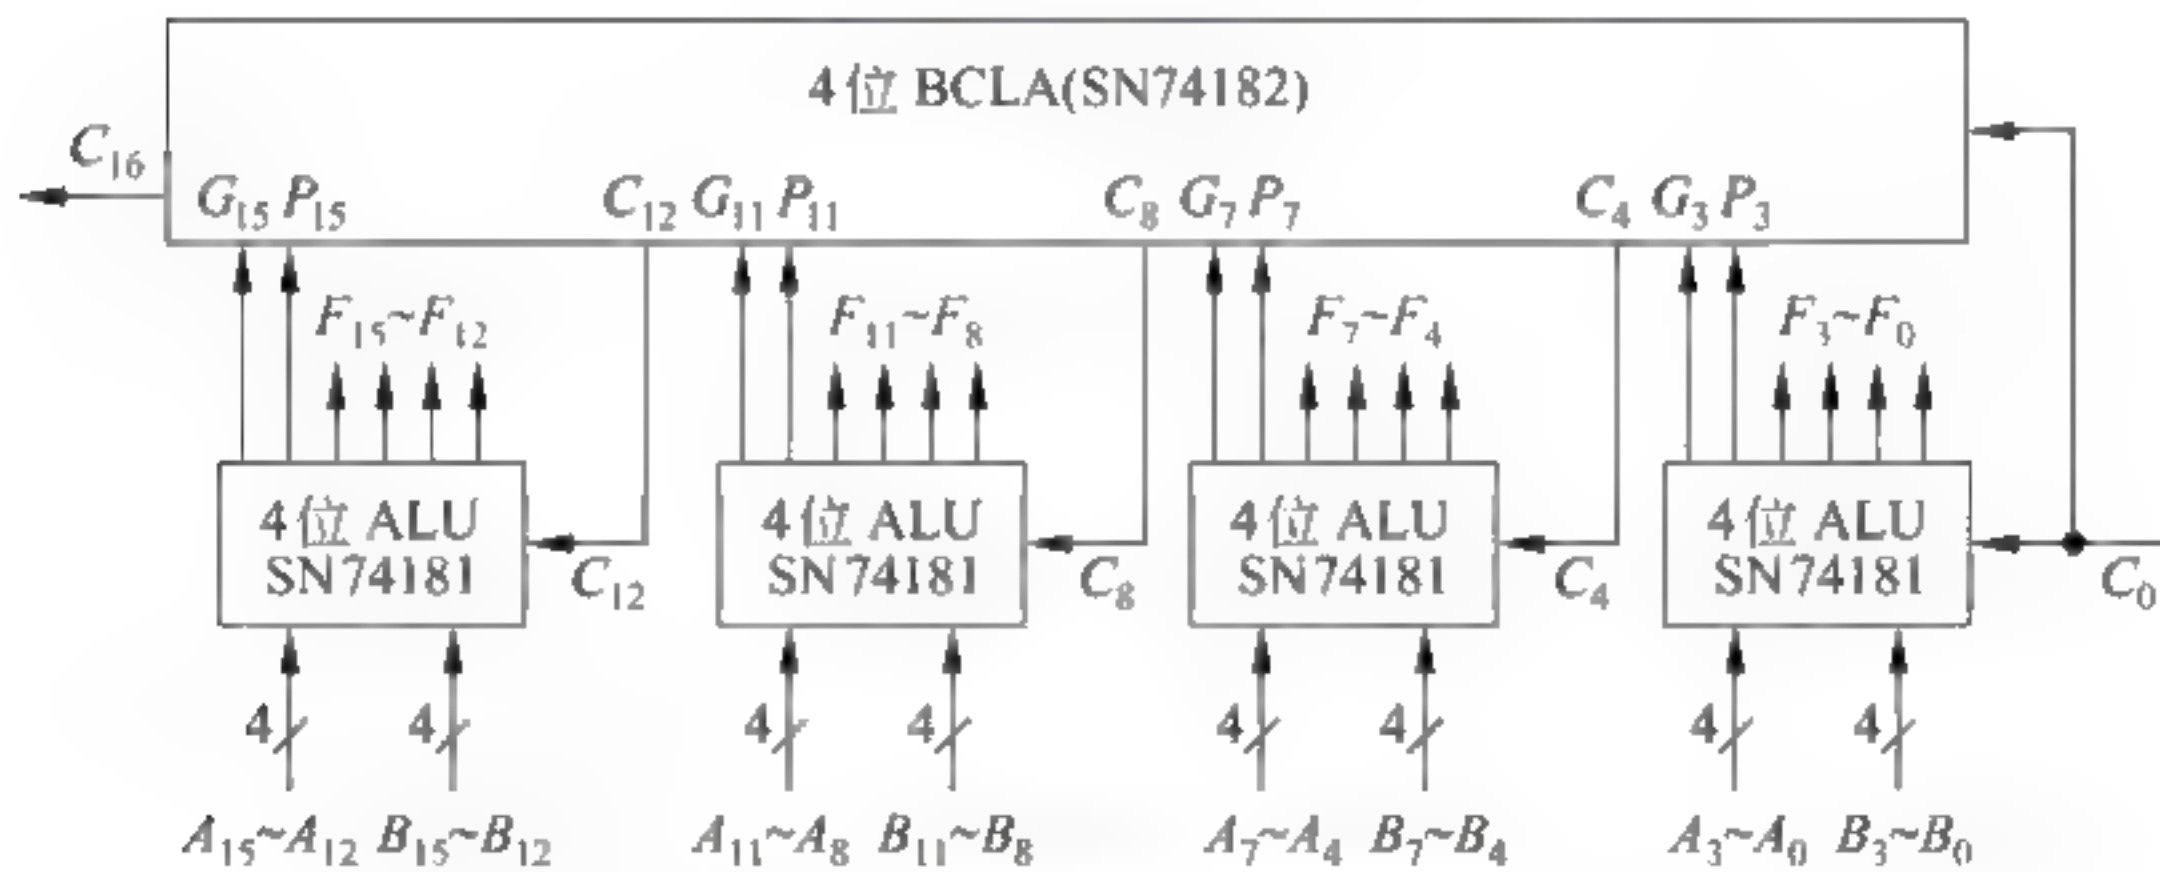 4位 BCLA(SN74182)
C16
G15 P15 C12 G11 P11 C8 G7 P7 C4 G3 P3
F15~F12 F11~F8 F7~F4 F3~F0
4位 ALU SN74181
C12
4位 ALU SN74181
C8
4位 ALU SN74181
C4
4位 ALU SN74181
C0
4 4 4 4 4 4 4 4
A15~A12 B15~B12 A11~A8 B11~B8 A7~A4 B7~B4 A3~A0 B3~B0